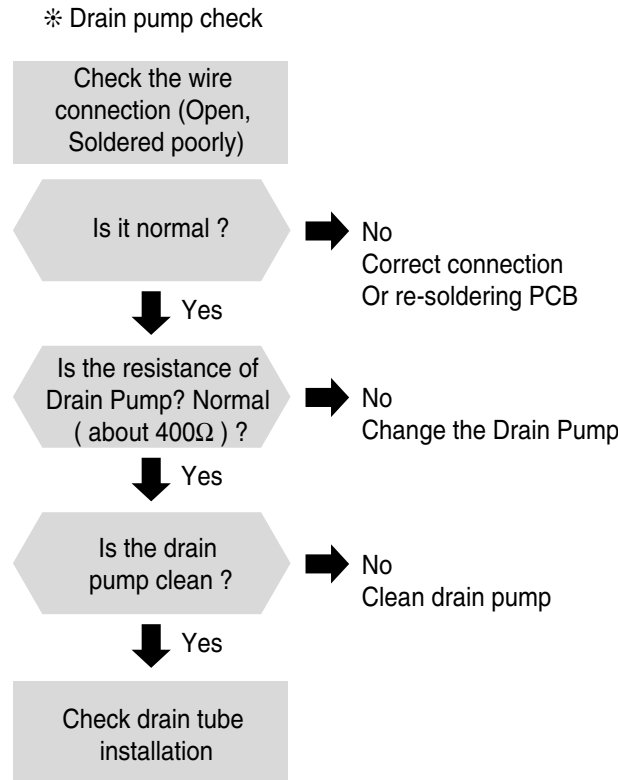 ※ Drain pump check
Check the wire
connection (Open,
Soldered poorly)
Is it normal ?
No
Correct connection
Or re-soldering PCB
Yes
Is the resistance of
Drain Pump? Normal
( about 400Ω ) ?
No
Change the Drain Pump
Yes
Is the drain
pump clean ?
No
Clean drain pump
Yes
Check drain tube
installation